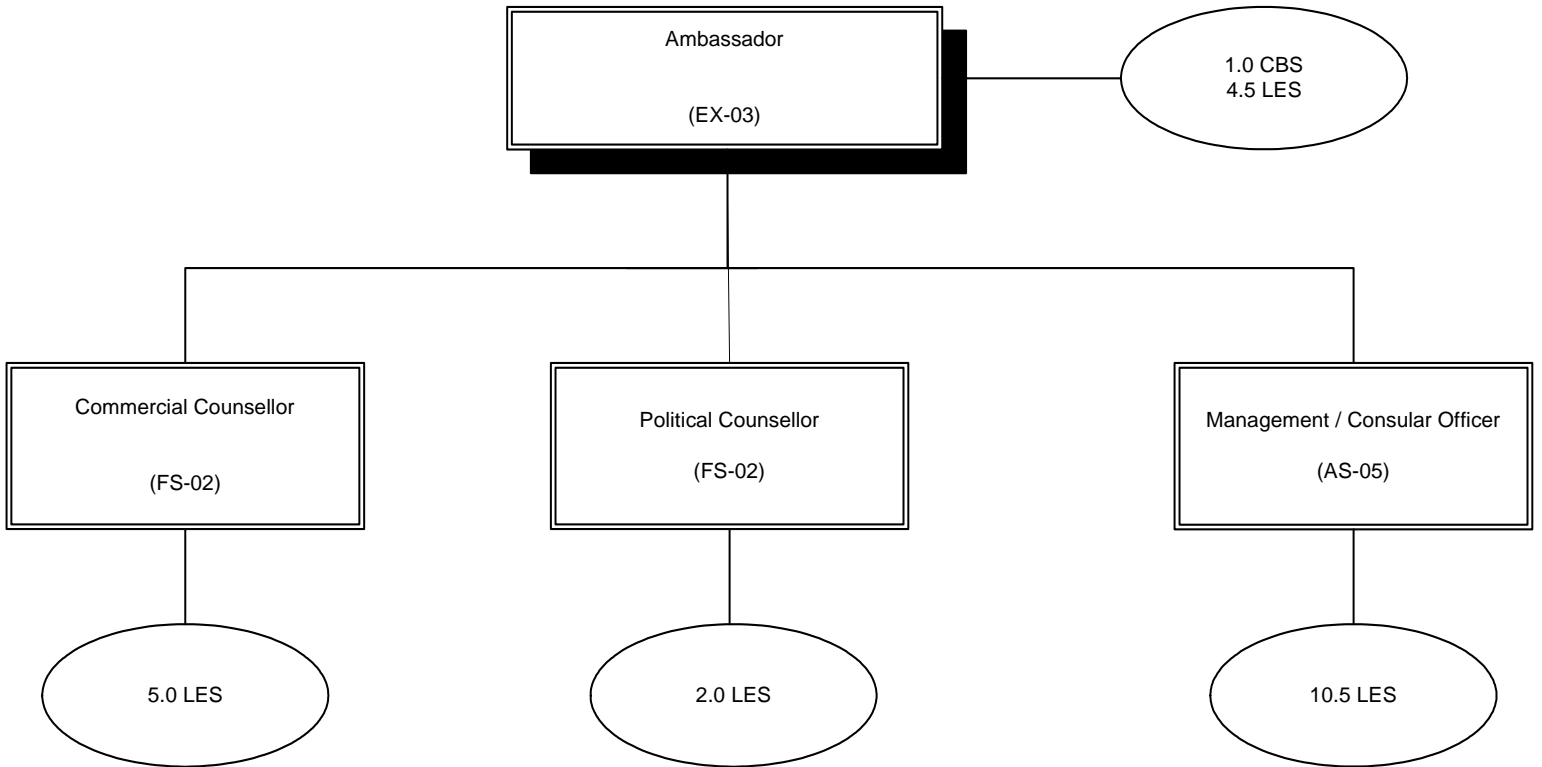 Ambassador
(EX-03)
1.0 CBS
4.5 LES
Commercial Counsellor
(FS-02)
Political Counsellor
(FS-02)
Management / Consular Officer
(AS-05)
5.0 LES
2.0 LES
10.5 LES